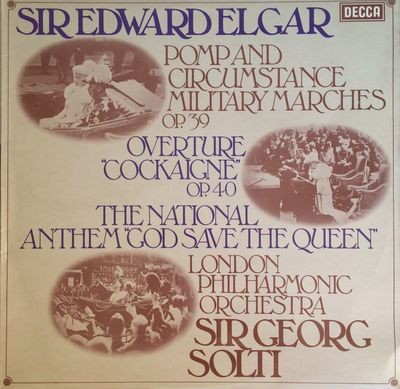 SIR EDWARD ELGAR
DECCA
POMP AND
CIRCUMSTANCE
MILITARY MARCHES
OP. 39
OVERTURE
"COCKAIGNE"
OP. 40
THE NATIONAL
ANTHEM "GOD SAVE THE QUEEN"
LONDON
PHILHARMONIC
ORCHESTRA
SIR GEORG
SOLTI